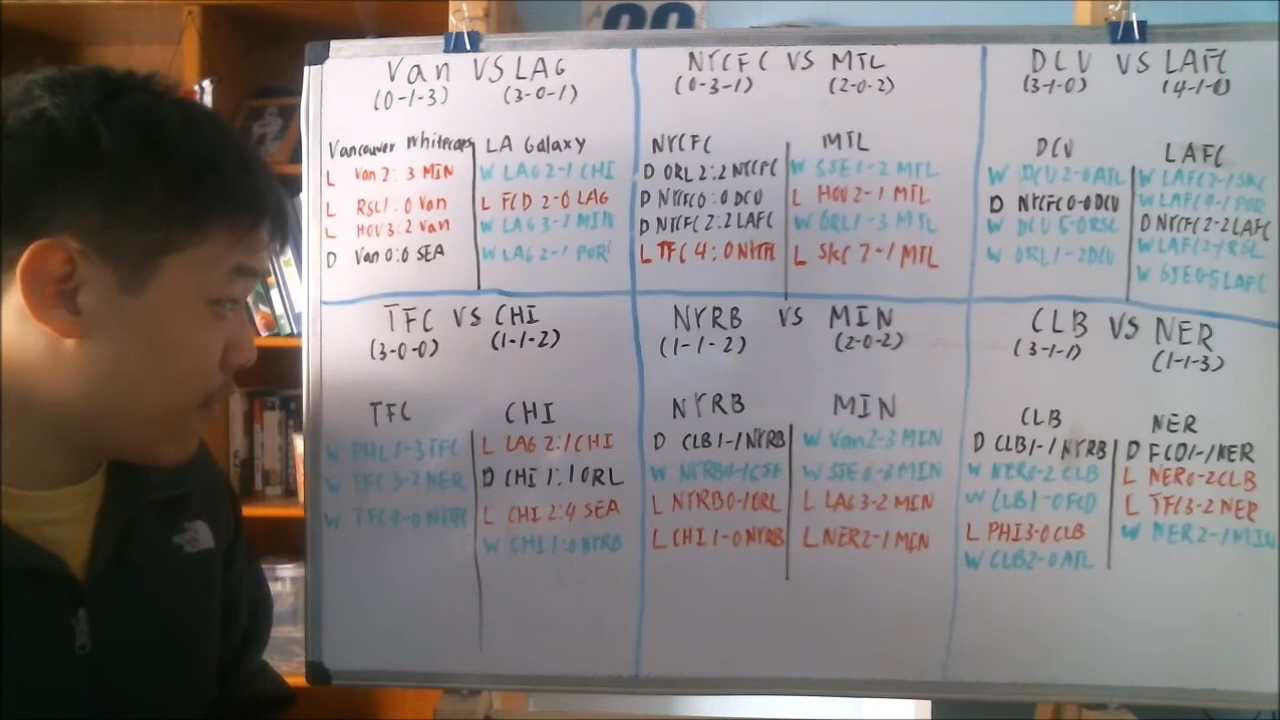 Van VS LAG
(0-1-3) (3-0-1)
Vancouver Whitecaps
L Van 2:3 MIN
L RSL1:0 Van
L HOU 3:2 Van
D Van 0:0 SEA
LA Galaxy
W LAG 2-1 CHI
L FCD 2-0 LAG
W LAG 3-2 MIN
W LAG 2-1 POR
NYCFC VS MTL
(0-3-1) (2-0-2)
NYCFC
D ORL 2:2 NYCFC
D NYCFC 0:0 DCU
D NYCFC 2:2 LAFC
L TFC 4:0
MTL
W SJE 1-2 MTL
L HOU 2-1 MTL
W ORL 1-3 MTL
L SKC 7-1 MTL
DCU VS LAFC
(3-1-0) (4-1-0)
DCU
W DCU 2-0 ATL
D NYCFC 0-0 DCU
W DCU 5-0 RSL
W ORL 1-2 DCU
LAFC
W LAFC 2-1 SKC
W LAFC 4-1 POR
D NYCFC 2-2 LAFC
W LAFC 2-1 RSL
W SJE 0-5 LAFC
TFC VS CHI
(3-0-0) (1-1-2)
TFC
W PHL 1-3 TFC
W TFC 3-2 NER
W TFC
CHI
L LAG 2:1 CHI
D CHI 1:1 ORL
L CHI 2:4 SEA
W CHI 1:0 NYRB
NYRB VS MIN
(1-1-2) (2-0-2)
NYRB
D CLB 1-1 NYRB
W NYRB
L NYRB 0-1 ORL
L CHI 1-0 NYRB
MIN
W Van 2-3 MIN
W SJE 0-3 MIN
L LAG 3-2 MIN
L NER 2-1 MIN
CLB VS NER
(3-1-1) (1-1-3)
CLB
D CLB 1-1 NYRB
W NER 0-2 CLB
W CLB 1-0 FCD
L PHI 3-0 CLB
W CLB 2-0 ATL
NER
D FCD 1-1 NER
L NER 0-2 CLB
L TFC 3-2 NER
W NER 2-1 MIN